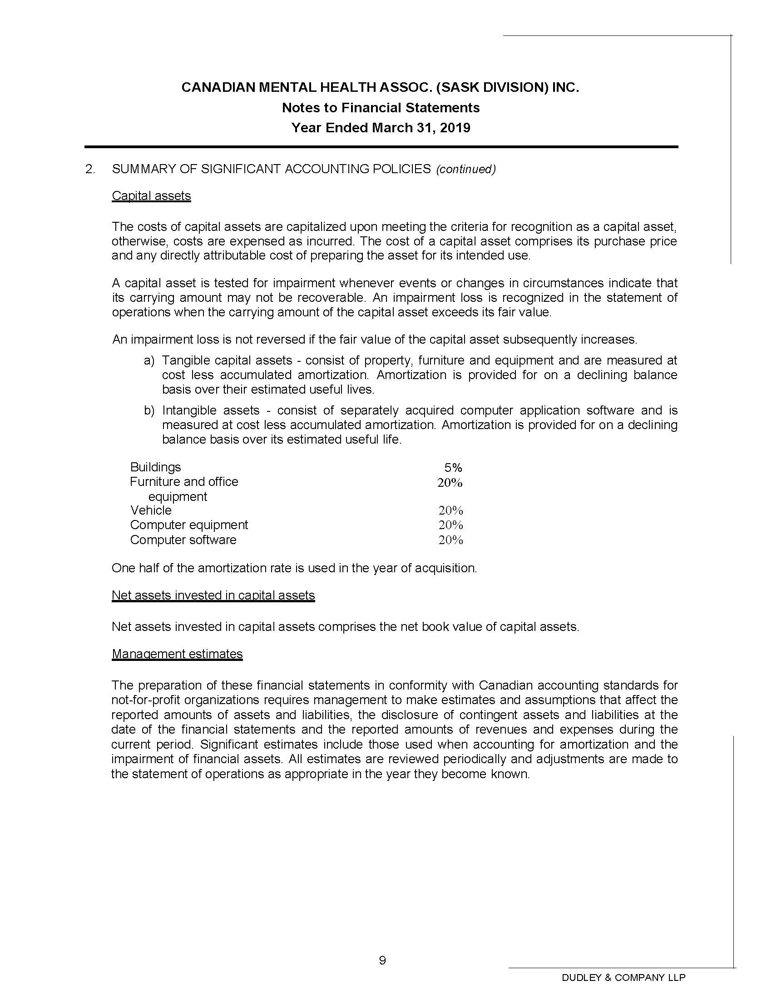 CANADIAN MENTAL HEALTH ASSOC. (SASK DIVISION) INC.
Notes to Financial Statements
Year Ended March 31, 2019
2. SUMMARY OF SIGNIFICANT ACCOUNTING POLICIES (continued)
Capital assets
The costs of capital assets are capitalized upon meeting the criteria for recognition as a capital asset,
otherwise, costs are expensed as incurred. The cost of a capital asset comprises its purchase price
and any directly attributable cost of preparing the asset for its intended use.
A capital asset is tested for impairment whenever events or changes in circumstances indicate that
its carrying amount may not be recoverable. An impairment loss is recognized in the statement of
operations when the carrying amount of the capital asset exceeds its fair value.
An impairment loss is not reversed if the fair value of the capital asset subsequently increases.
a) Tangible capital assets - consist of property, furniture and equipment and are measured at
cost less accumulated amortization. Amortization is provided for on a declining balance
basis over their estimated useful lives.
b) Intangible assets - consist of separately acquired computer application software and is
measured at cost less accumulated amortization. Amortization is provided for on a declining
balance basis over its estimated useful life.
Buildings 5%
Furniture and office 20%
equipment
Vehicle 20%
Computer equipment 20%
Computer software 20%
One half of the amortization rate is used in the year of acquisition.
Net assets invested in capital assets
Net assets invested in capital assets comprises the net book value of capital assets.
Management estimates
The preparation of these financial statements in conformity with Canadian accounting standards for
not-for-profit organizations requires management to make estimates and assumptions that affect the
reported amounts of assets and liabilities, the disclosure of contingent assets and liabilities at the
date of the financial statements and the reported amounts of revenues and expenses during the
current period. Significant estimates include those used when accounting for amortization and the
impairment of financial assets. All estimates are reviewed periodically and adjustments are made to
the statement of operations as appropriate in the year they become known.
9
DUDLEY & COMPANY LLP